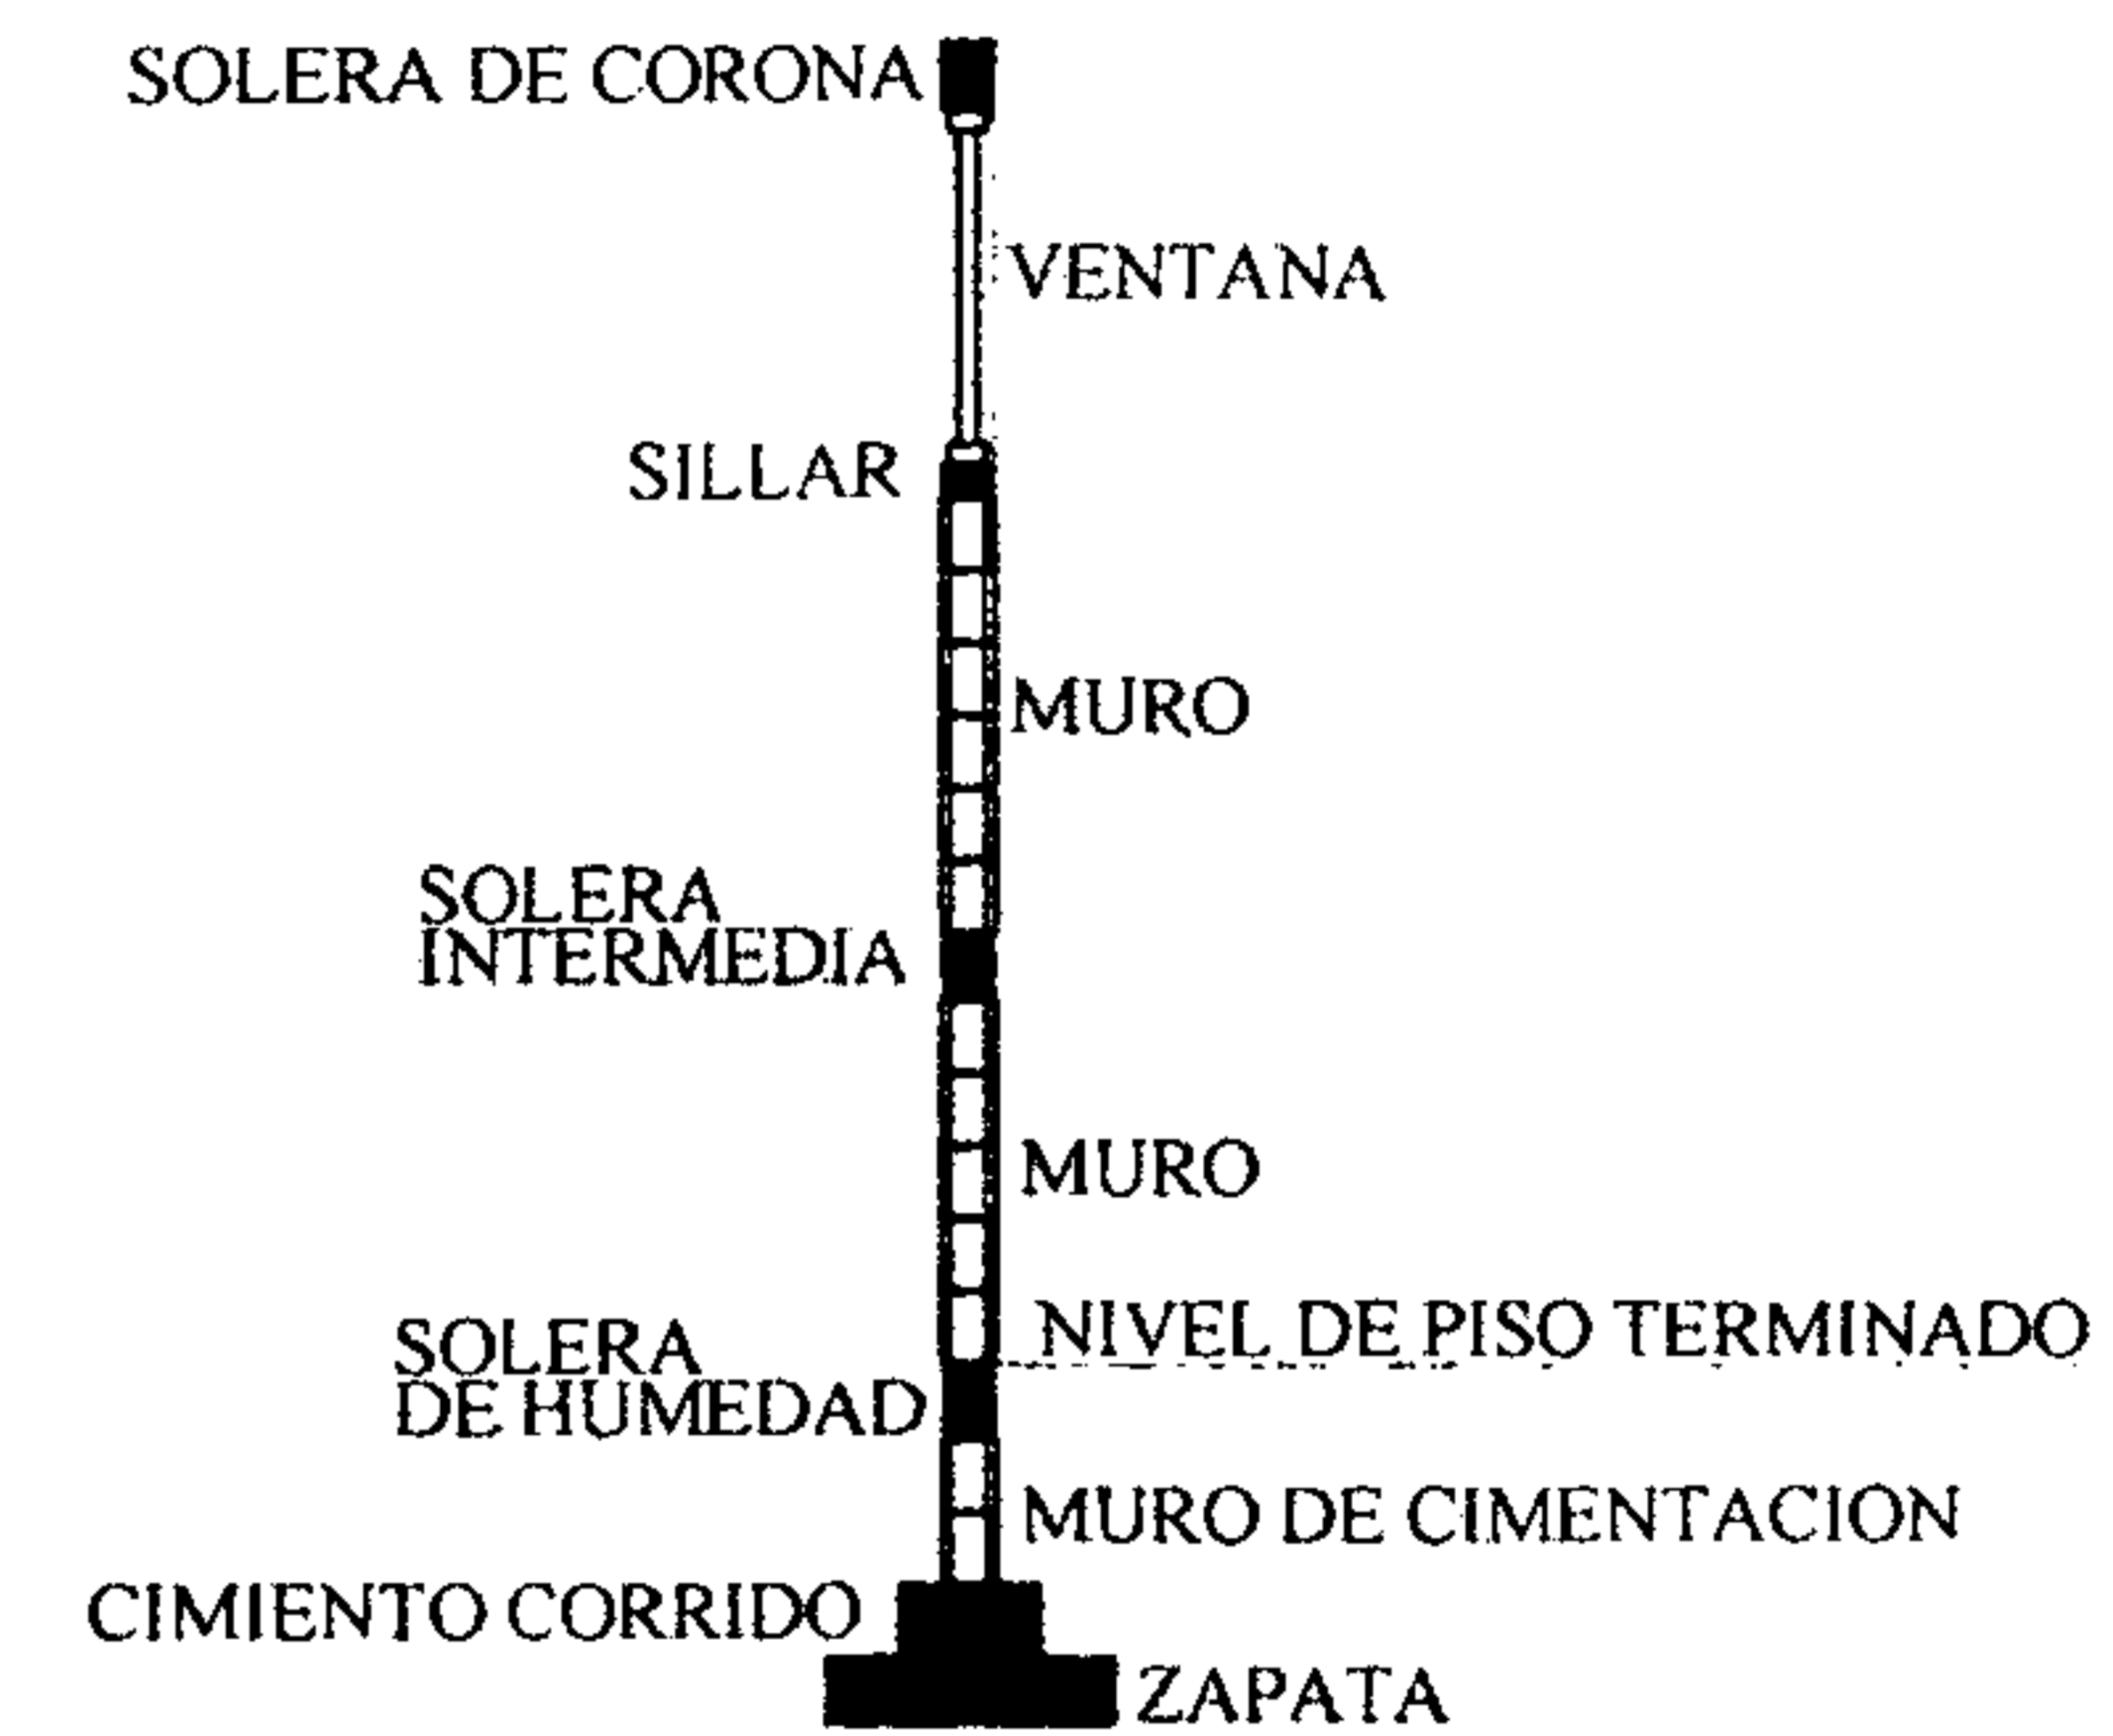 SOLERA DE CORONA
VENTANA
SILLAR
MURO
SOLERA
INTERMEDIA
MURO
NIVEL DE PISO TERMINADO
SOLERA
DE HUMEDAD
MURO DE CIMENTACION
CIMIENTO CORRIDO
ZAPATA